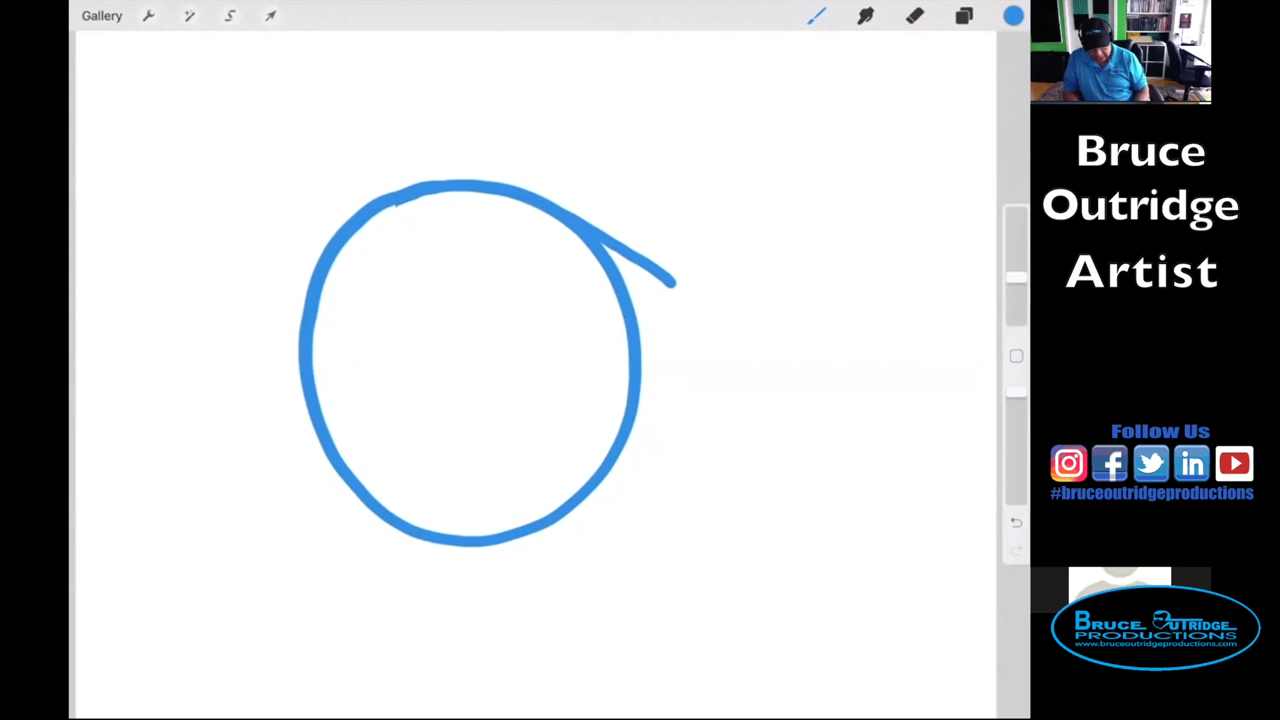 Gallery
Bruce
Outridge
Artist
Follow Us
#bruceoutridgeproductions
BRUCE OUTRIDGE
PRODUCTIONS
www.bruceoutridgeproductions.com